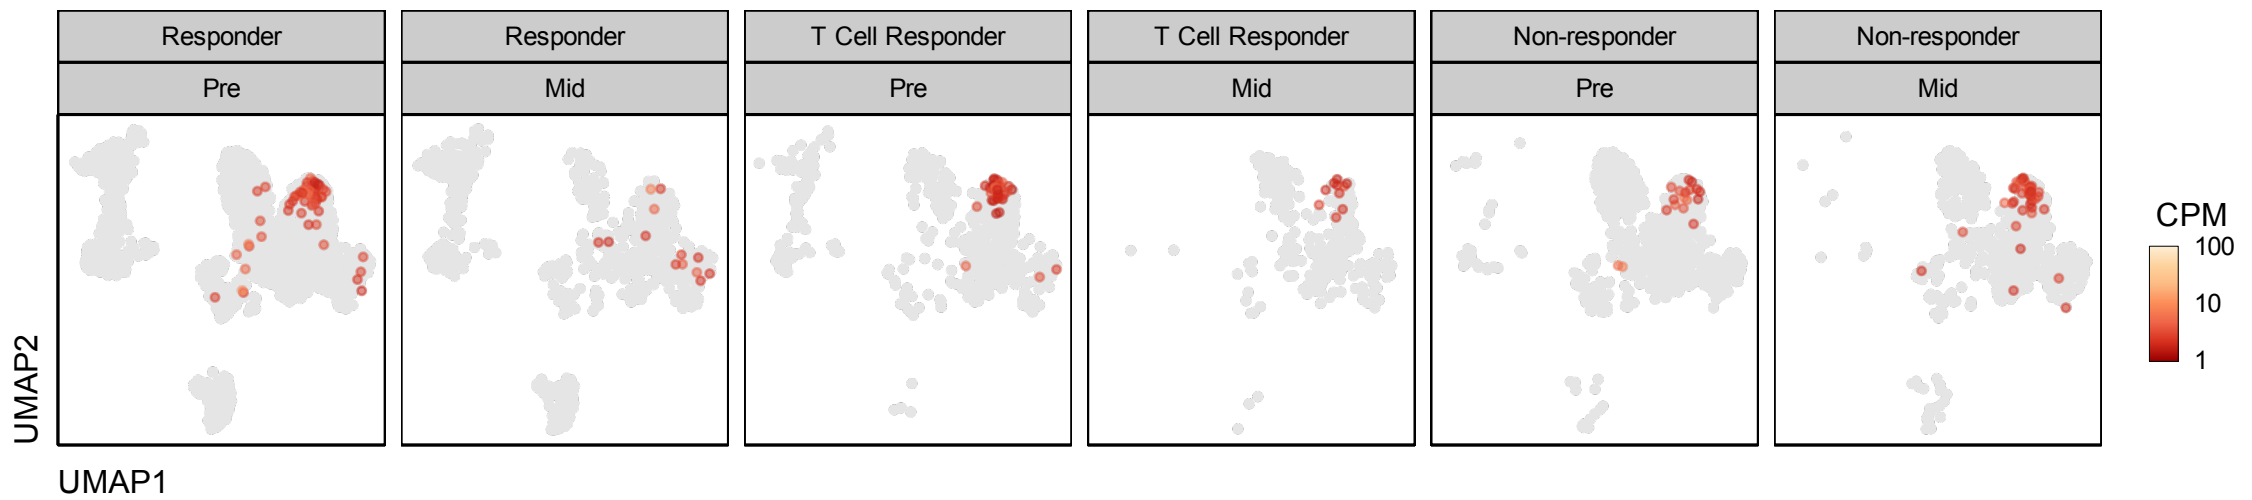 Responder
Responder
T Cell Responder
T Cell Responder
Non-responder
Non-responder
Pre
Mid
Pre
Mid
Pre
Mid
CPM
100
10
1
UMAP2
UMAP1